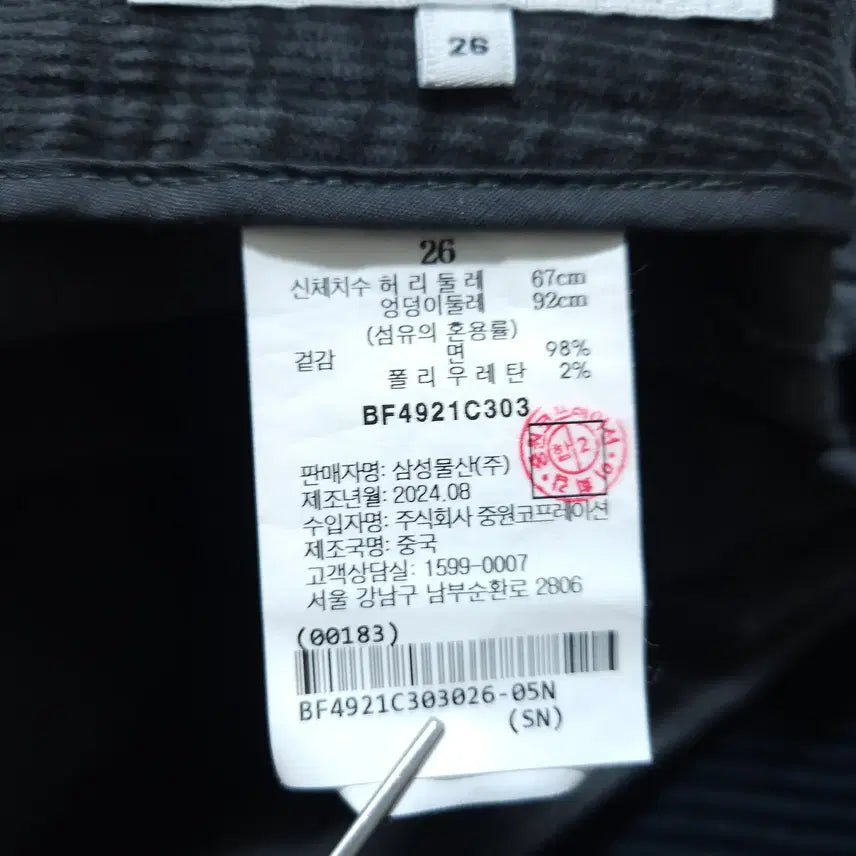 26
26
신체치수 허 리 둘 레 67cm
엉덩이둘레 92cm
(섬유의 혼용률)
겉감 면 98%
폴 리 우 레 탄 2%
BF4921C303
합 2
판매자명: 삼성물산(주)
제조년월: 2024.08
수입자명: 주식회사 중원코프레이션
제조국명: 중국
고객상담실: 1599-0007
서울 강남구 남부순환로 2806
(00183)
BF4921C303026-05N
(SN)